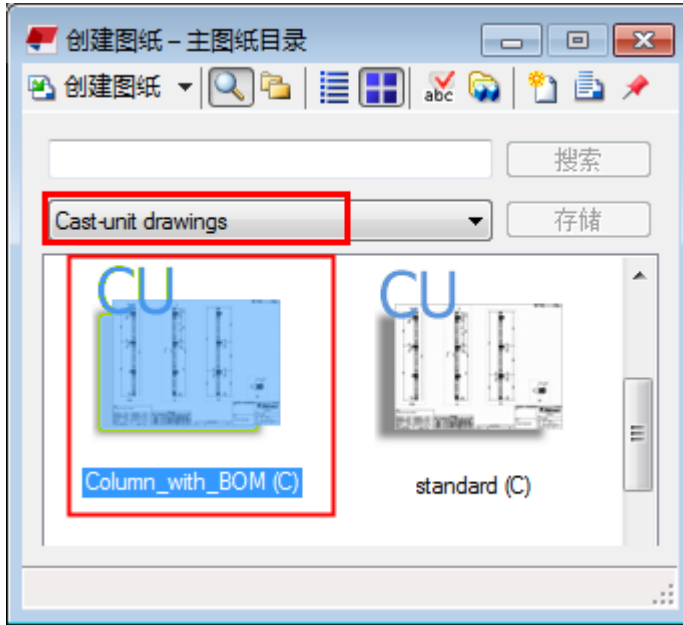 创建图纸 – 主图纸目录
创建图纸
abc
搜索
Cast-unit drawings
存储
CU
CU
Column_with_BOM (C)
standard (C)